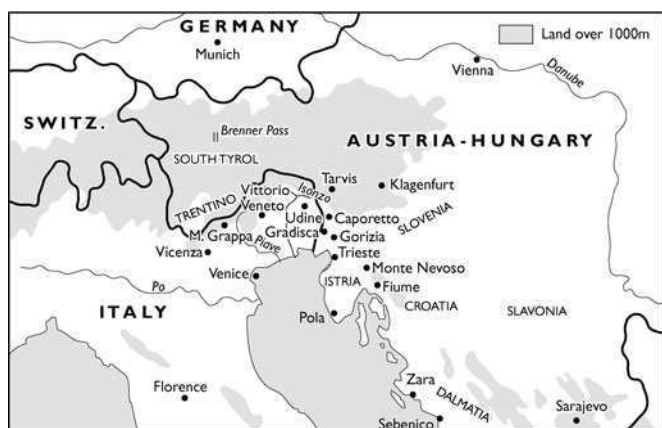 GERMANY
Munich
Land over 1000m
Vienna
Danube
SWITZ.
Brenner Pass
AUSTRIA-HUNGARY
SOUTH TYROL
Tarvis
Klagenfurt
Isonzo
TRENTINO
Vittorio
Veneto
Udine
Caporetto
SLOVENIA
M. Grappa
Gradisca
Gorizia
Piave
Vicenza
Trieste
Venice
Monte Nevoso
ISTRIA
Fiume
Po
ITALY
CROATIA
SLAVONIA
Pola
Florence
Zara
DALMATIA
Sarajevo
Sebenico